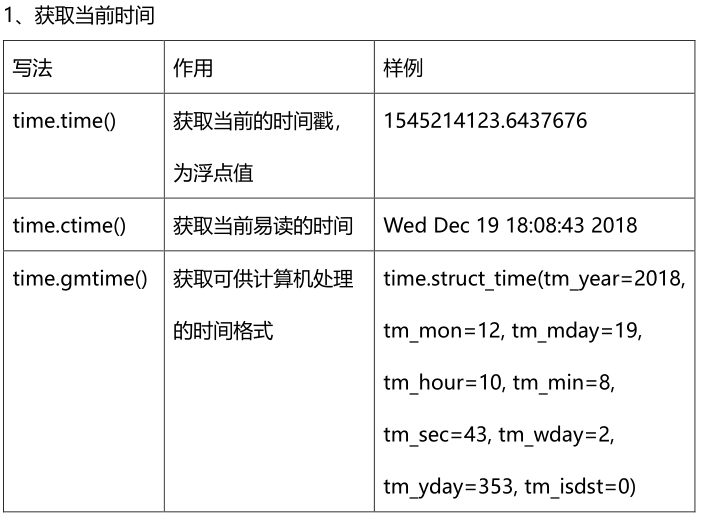 1、获取当前时间
写法 作用 样例
time.time() 获取当前的时间戳， 1545214123.6437676
为浮点值
time.ctime() 获取当前易读的时间 Wed Dec 19 18:08:43 2018
time.gmtime() 获取可供计算机处理 time.struct_time(tm_year=2018,
的时间格式 tm_mon=12, tm_mday=19,
tm_hour=10, tm_min=8,
tm_sec=43, tm_wday=2,
tm_yday=353, tm_isdst=0)